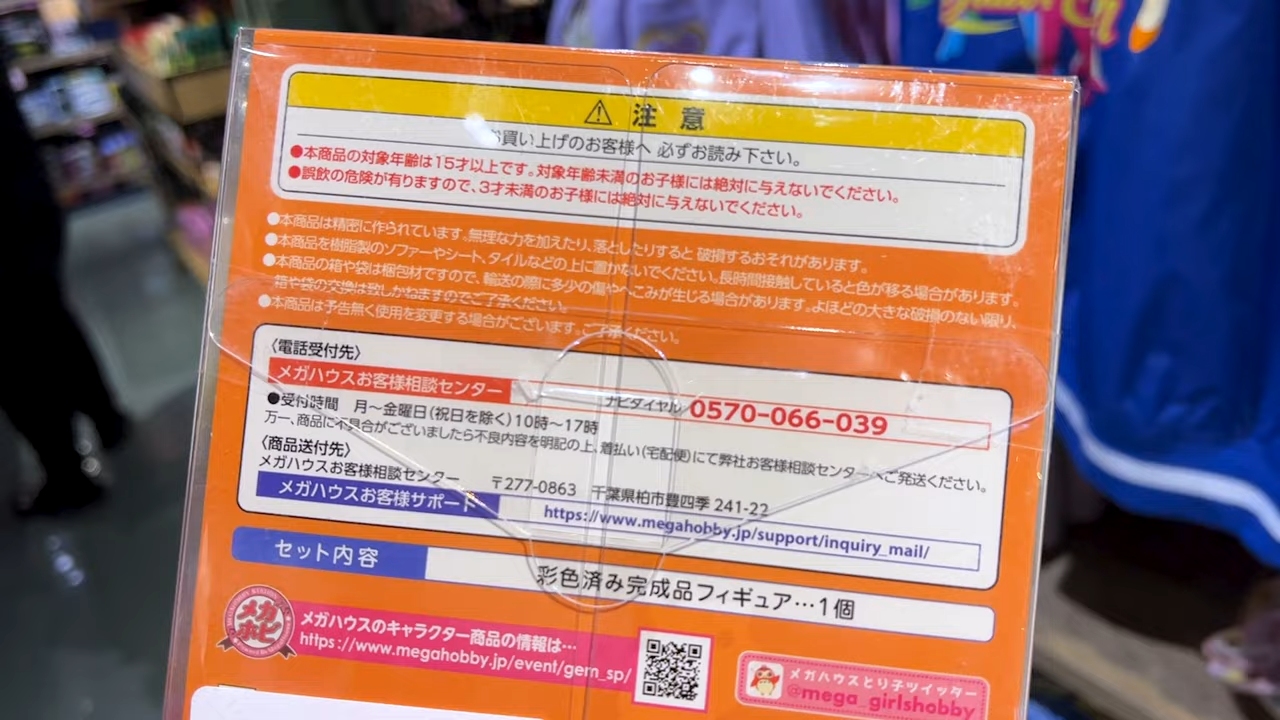 注意
お買い上げのお客様へ 必ずお読み下さい。
●本商品の対象年齢は15才以上です。対象年齢未満のお子様には絶対に与えないでください。
●誤飲の危険が有りますので、3才未満のお子様には絶対に与えないでください。
●本商品は精密に作られています。無理な力を加えたり、落としたりすると 破損するおそれがあります。
●本商品を樹脂製のソファーやシート、タイルなどの上に置かないでください。長時間接触していると色が移る場合があります。
●本商品の箱や袋は梱包材ですので、輸送の際に多少の傷やへこみが生じる場合があります。よほどの大きな破損のない限り、
箱や袋の交換は致しかねますのでご了承ください。
●本商品は予告無く使用を変更する場合がございます。ご了承ください。
〈電話受付先〉
メガハウスお客様相談センター ナビダイヤル 0570-066-039
●受付時間 月～金曜日(祝日を除く)10時～17時
万一、商品に不具合がございましたら不良内容を明記の上、着払い(宅配便)にて弊社お客様相談センターへご発送ください。
〈商品送付先〉
メガハウスお客様相談センター 〒277-0863 千葉県柏市豊四季 241-22
メガハウスお客様サポート https://www.megahobby.jp/support/inquiry_mail/
セット内容 彩色済み完成品フィギュア…1個
メガホビ
メガハウスのキャラクター商品の情報は…
https://www.megahobby.jp/event/gem_sp/
メガハウスとり子ツイッター
@mega_girlshobby